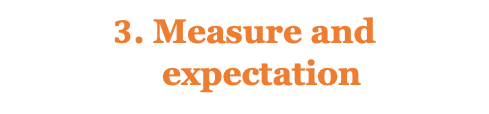 3. Measure and
expectation